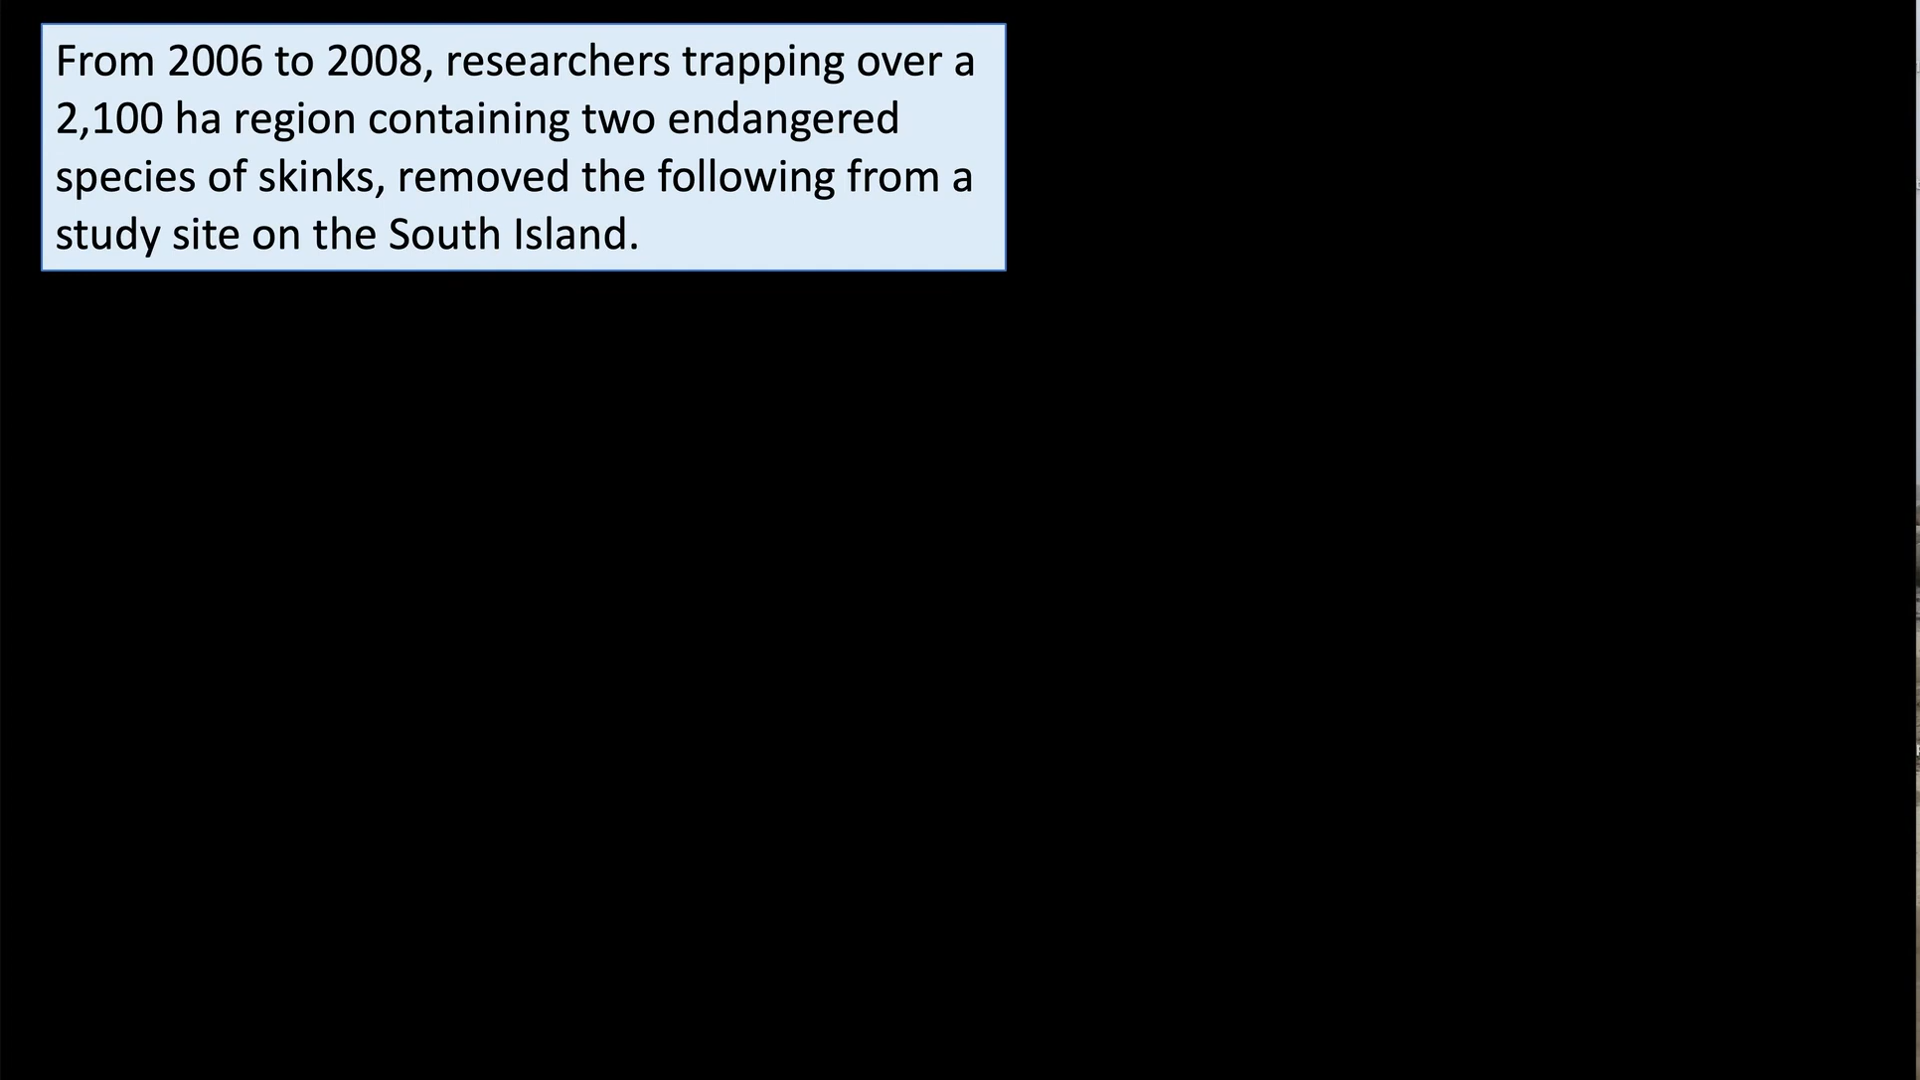 From 2006 to 2008, researchers trapping over a
2,100 ha region containing two endangered
species of skinks, removed the following from a
study site on the South Island.